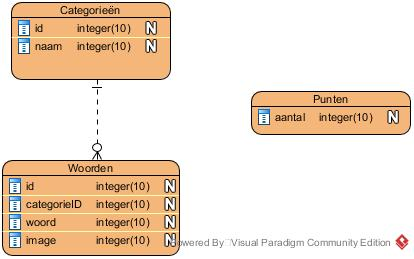 Categorieën
id integer(10) N
naam integer(10) N
Punten
aantal integer(10) N
Woorden
id integer(10) N
categorieID integer(10) N
woord integer(10) N
image integer(10) N
Powered By Visual Paradigm Community Edition